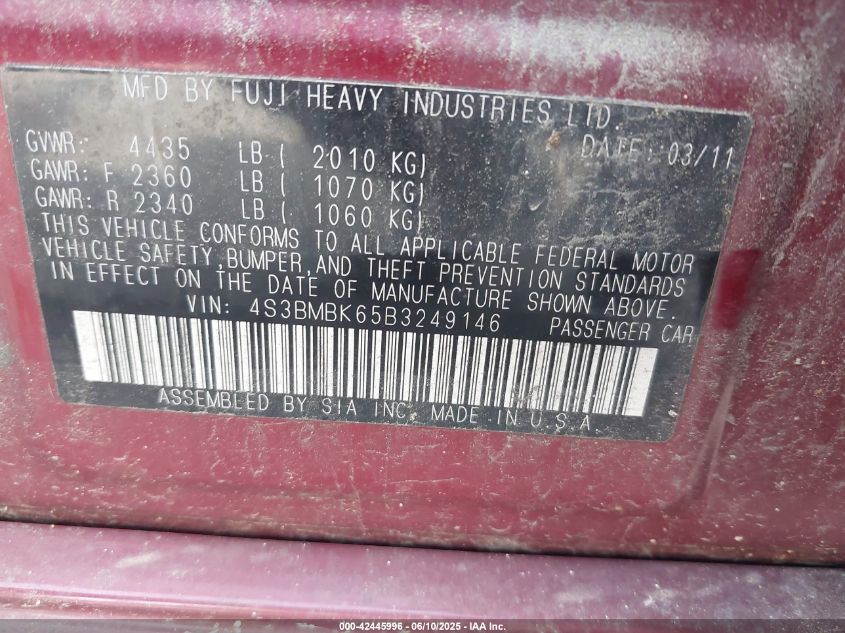 MFD BY FUJI HEAVY INDUSTRIES LTD.
DATE: 03/11
GVWR: 4435 LB ( 2010 KG)
GAWR: F 2360 LB ( 1070 KG)
GAWR: R 2340 LB ( 1060 KG)
THIS VEHICLE CONFORMS TO ALL APPLICABLE FEDERAL MOTOR
VEHICLE SAFETY, BUMPER, AND THEFT PREVENTION STANDARDS
IN EFFECT ON THE DATE OF MANUFACTURE SHOWN ABOVE.
VIN: 4S3BMBK65B3249146 PASSENGER CAR
ASSEMBLED BY SIA INC. MADE IN U.S.A.
000-42445996 - 06/10/2025 - IAA Inc.